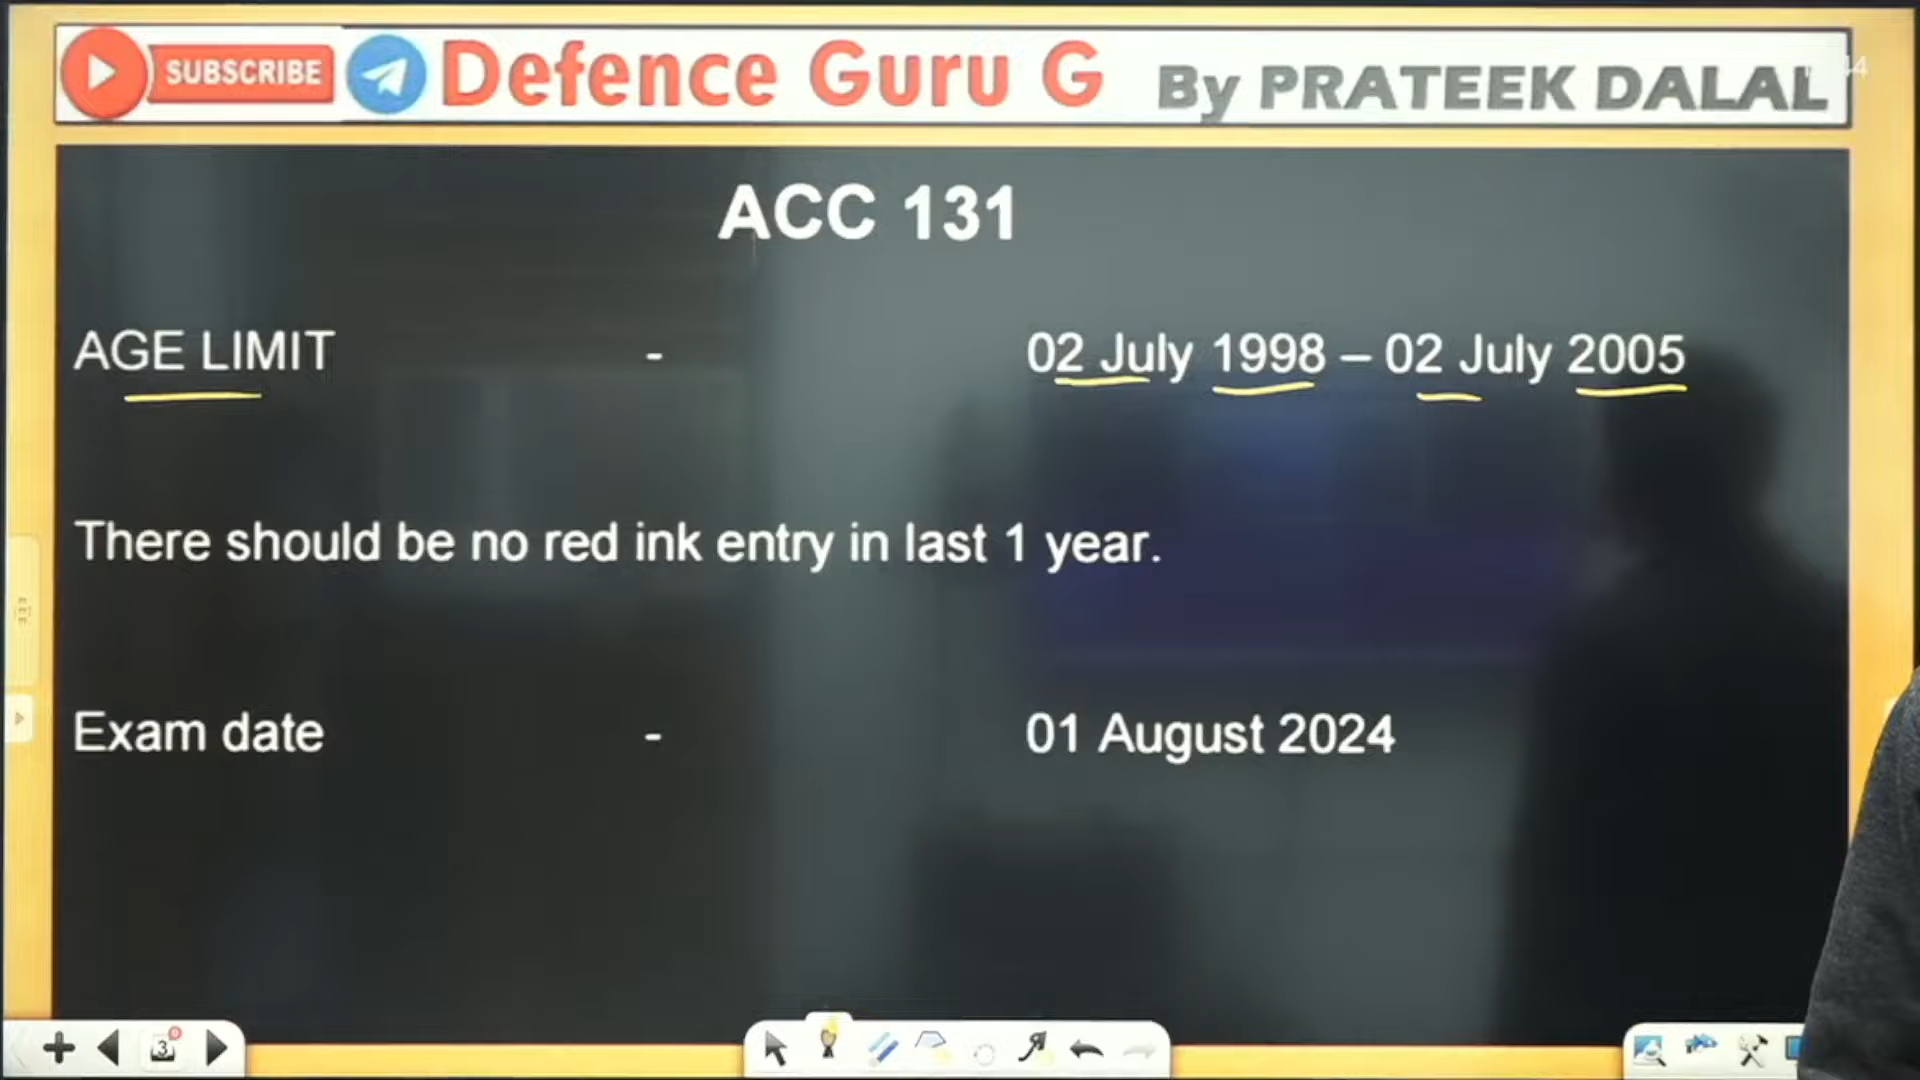 SUBSCRIBE Defence Guru G By PRATEEK DALAL
ACC 131
AGE LIMIT - 02 July 1998 – 02 July 2005
There should be no red ink entry in last 1 year.
Exam date - 01 August 2024
3